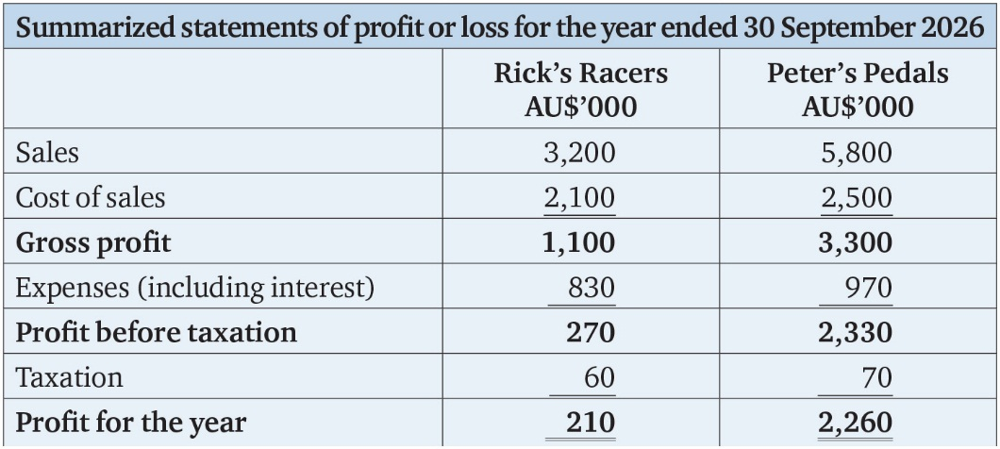 Summarized statements of profit or loss for the year ended 30 September 2026
Rick’s Racers Peter’s Pedals
AU$’000 AU$’000
Sales 3,200 5,800
Cost of sales 2,100 2,500
Gross profit 1,100 3,300
Expenses (including interest) 830 970
Profit before taxation 270 2,330
Taxation 60 70
Profit for the year 210 2,260